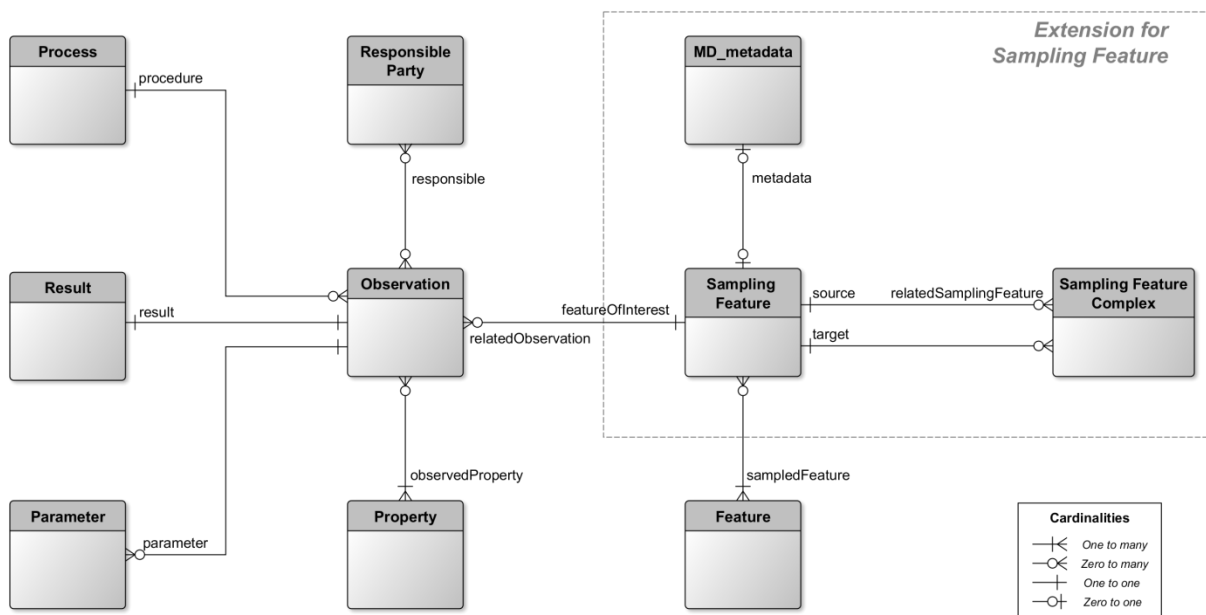 Extension for
Sampling Feature
Process
Responsible
Party
MD_metadata
procedure
responsible
metadata
Result
Observation
Sampling
Feature
Sampling Feature
Complex
result
featureOfInterest
source
relatedSamplingFeature
relatedObservation
target
observedProperty
sampledFeature
Parameter
Property
Feature
parameter
Cardinalities
One to many
Zero to many
One to one
Zero to one